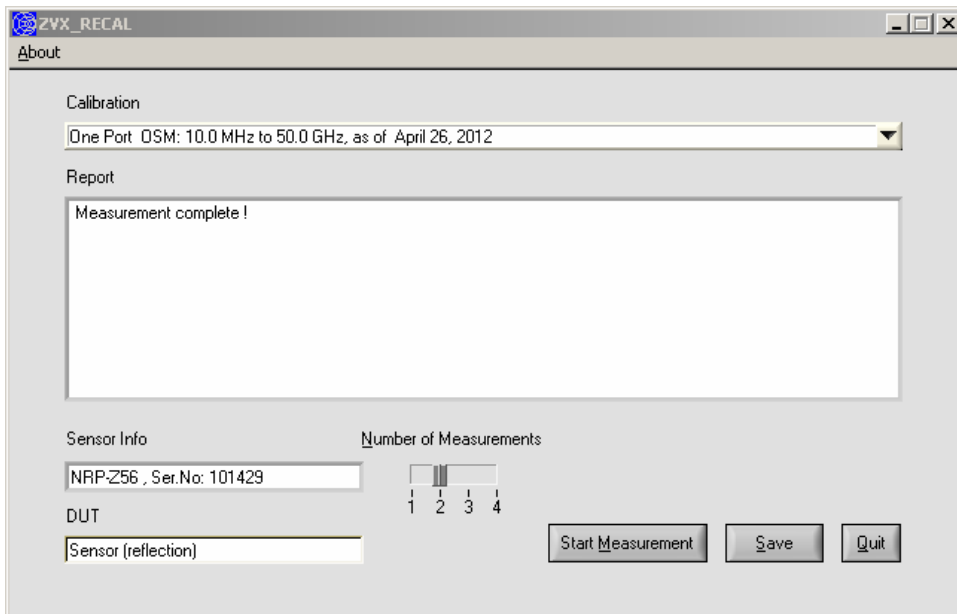 ZVX_RECAL
About
Calibration
One Port OSM: 10.0 MHz to 50.0 GHz, as of April 26, 2012
Report
Measurement complete !
Sensor Info
NRP-Z56 , Ser.No: 101429
Number of Measurements
1 2 3 4
DUT
Sensor (reflection)
Start Measurement
Save
Quit